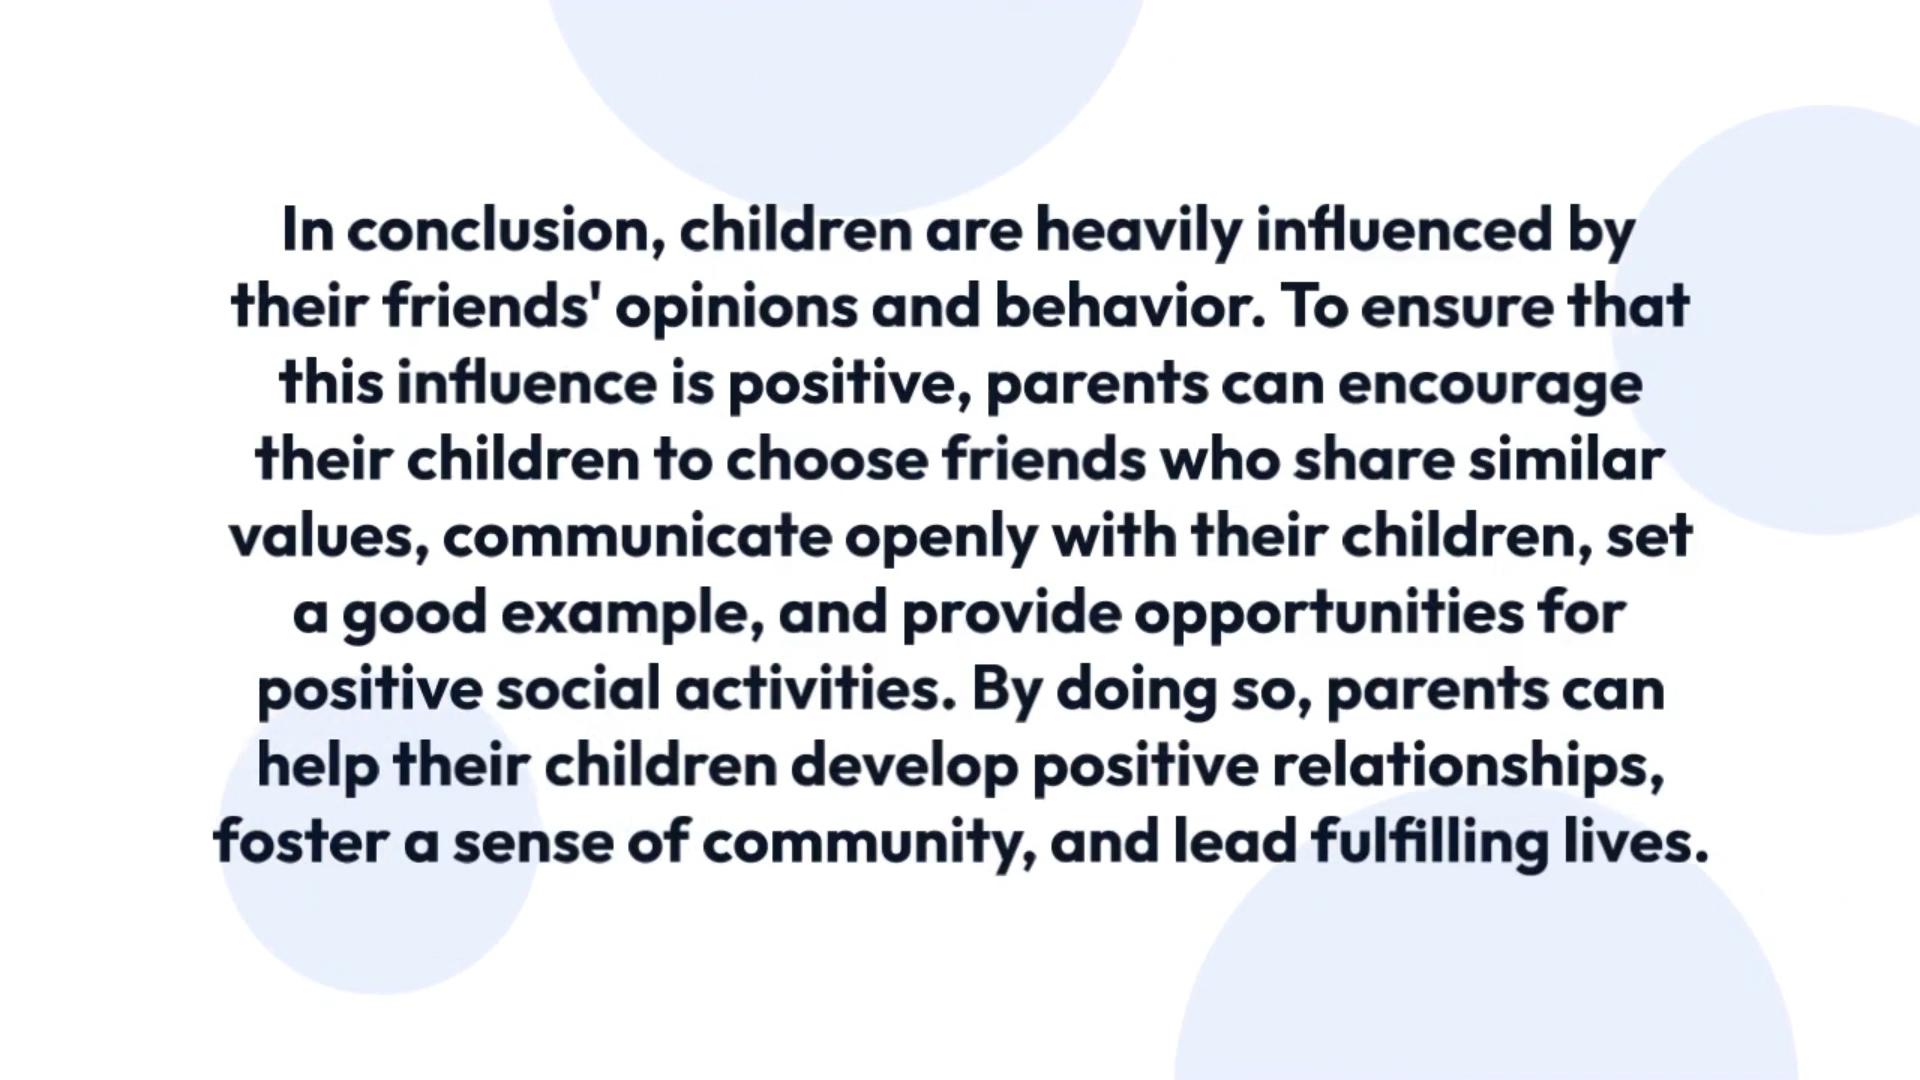 In conclusion, children are heavily influenced by
their friends' opinions and behavior. To ensure that
this influence is positive, parents can encourage
their children to choose friends who share similar
values, communicate openly with their children, set
a good example, and provide opportunities for
positive social activities. By doing so, parents can
help their children develop positive relationships,
foster a sense of community, and lead fulfilling lives.